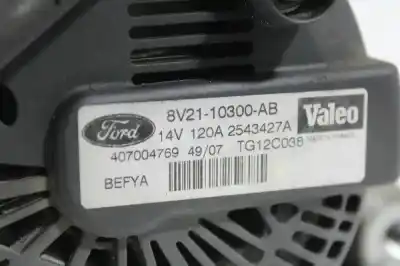 8V21-10300-AB
Ford
14V 120A 2543427A
Valeo
407004769 49/07 TG12C038
BEFYA